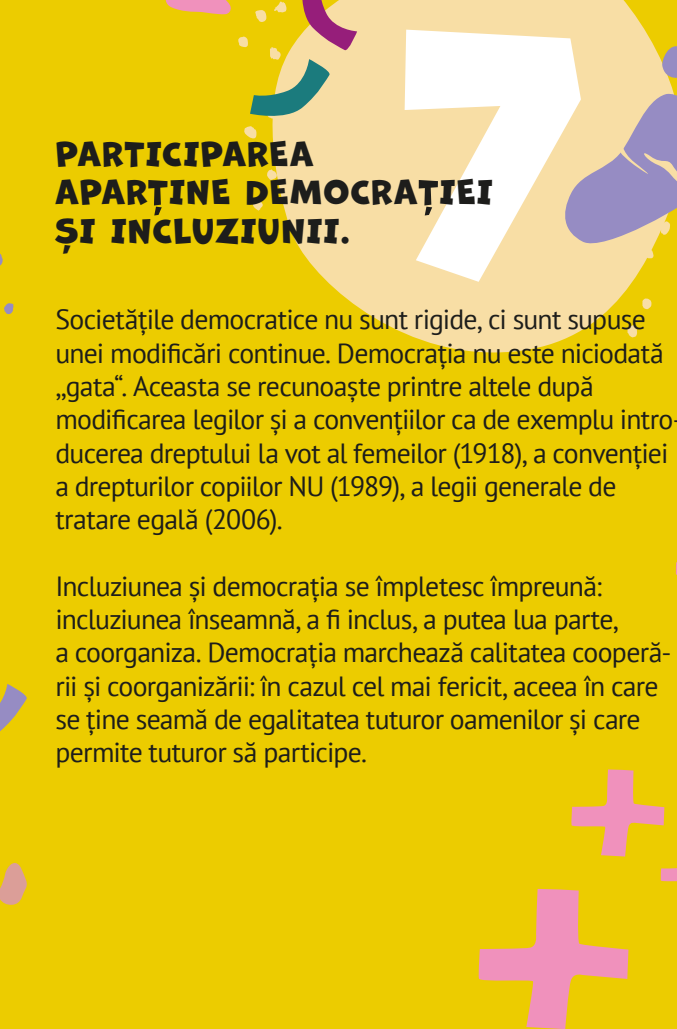 7
PARTICIPAREA
APARȚINE DEMOCRAȚIEI
ȘI INCLUZIUNII.
Societățile democratice nu sunt rigide, ci sunt supuse
unei modificări continue. Democrația nu este niciodată
„gata“. Aceasta se recunoaște printre altele după
modificarea legilor și a convențiilor ca de exemplu intro-
ducerea dreptului la vot al femeilor (1918), a convenției
a drepturilor copiilor NU (1989), a legii generale de
tratare egală (2006).
Incluziunea și democrația se împletesc împreună:
incluziunea înseamnă, a fi inclus, a putea lua parte,
a coorganiza. Democrația marchează calitatea cooperă-
rii și coorganizării: în cazul cel mai fericit, aceea în care
se ține seamă de egalitatea tuturor oamenilor și care
permite tuturor să participe.